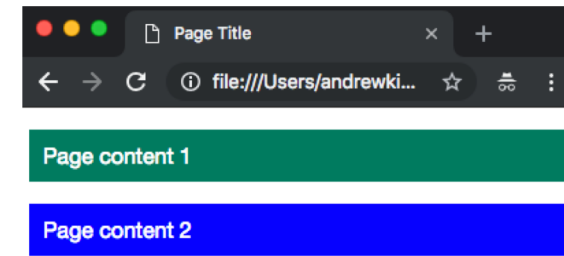 Page Title
file:///Users/andrewki...
Page content 1
Page content 2